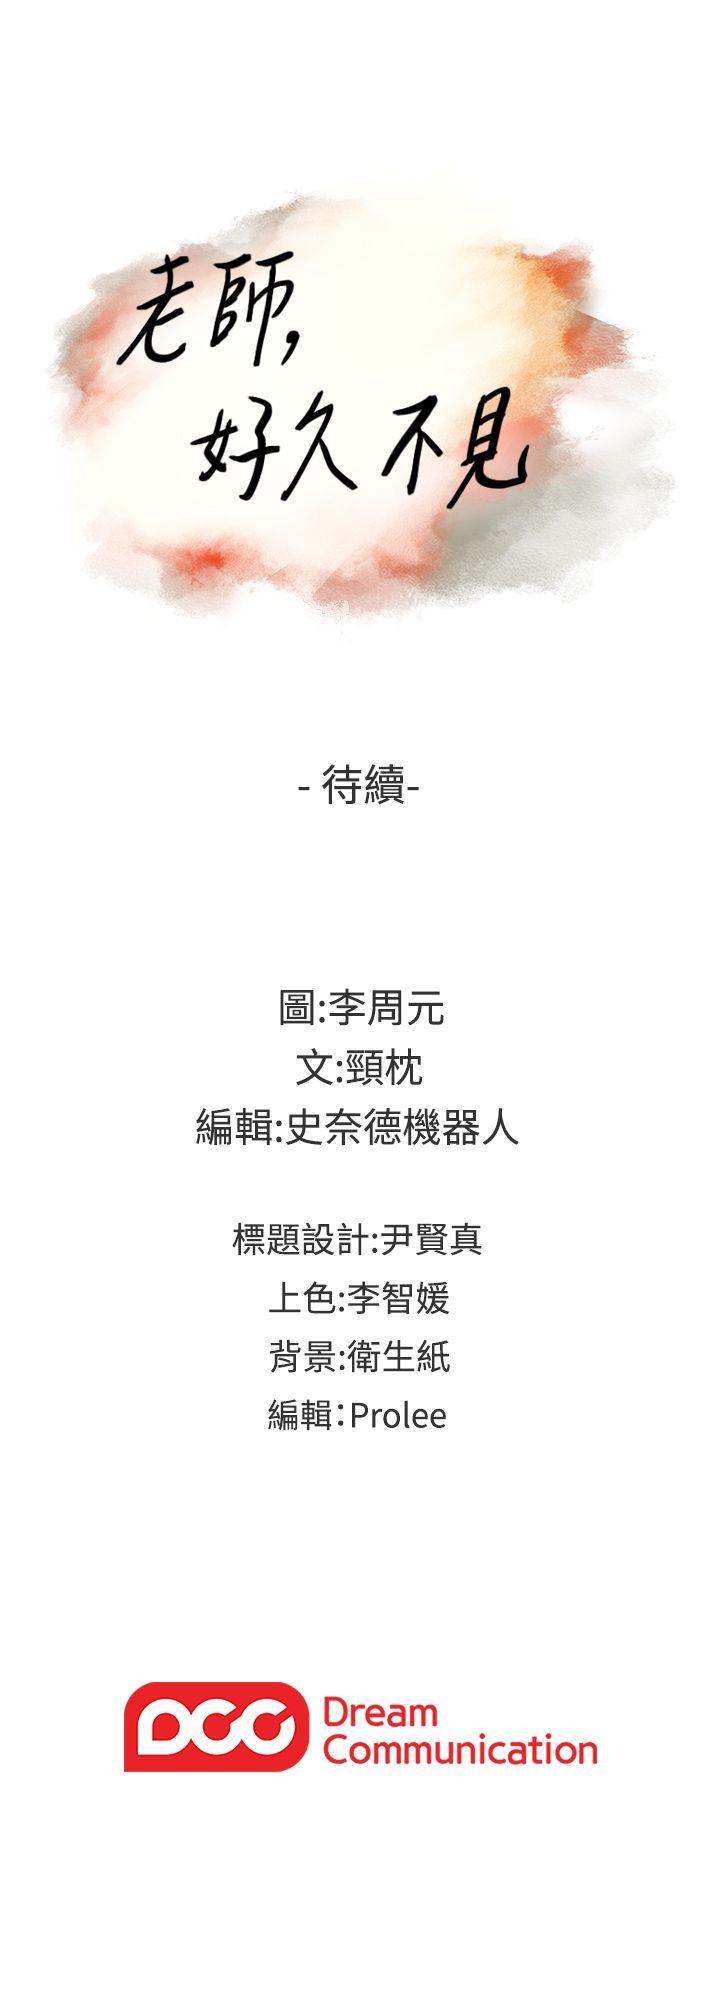 老師,
好久不見
- 待續-
圖:李周元
文:頸枕
編輯:史奈德機器人
標題設計:尹賢真
上色:李智媛
背景:衛生紙
編輯:Prolee
DCC
Dream
Communication